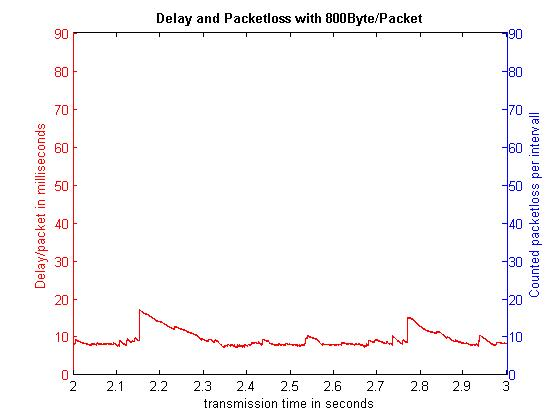 Delay and Packetloss with 800Byte/Packet
90 90
80 80
70 70
60 60
50 50
40 40
30 30
20 20
10 10
0 0
Delay/packet in milliseconds
Counted packetloss per intervall
2 2.1 2.2 2.3 2.4 2.5 2.6 2.7 2.8 2.9 3
transmission time in seconds